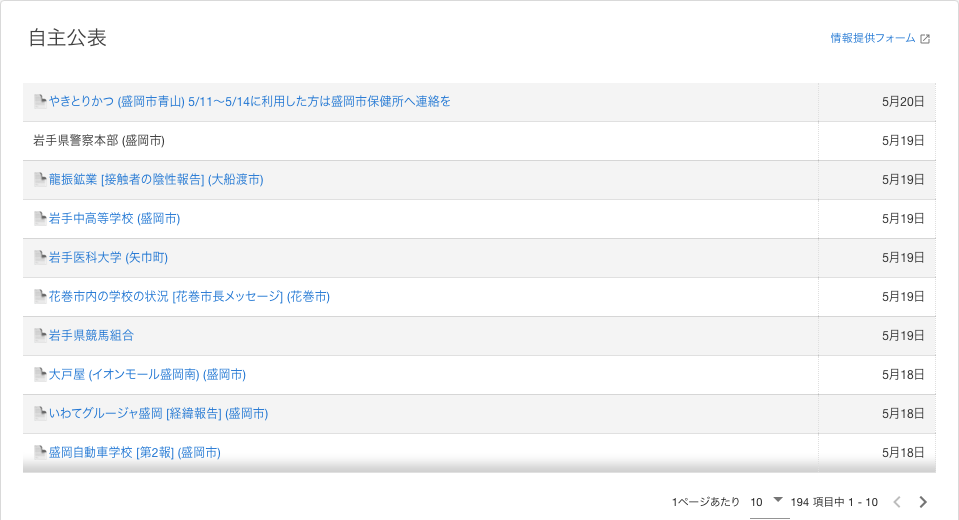 自主公表
情報提供フォーム
やきとりかつ (盛岡市青山) 5/11〜5/14に利用した方は盛岡市保健所へ連絡を 5月20日
岩手県警察本部 (盛岡市) 5月19日
龍振鉱業 [接触者の陰性報告] (大船渡市) 5月19日
岩手中高等学校 (盛岡市) 5月19日
岩手医科大学 (矢巾町) 5月19日
花巻市内の学校の状況 [花巻市長メッセージ] (花巻市) 5月19日
岩手県競馬組合 5月19日
大戸屋 (イオンモール盛岡南) (盛岡市) 5月18日
いわてグルージャ盛岡 [経緯報告] (盛岡市) 5月18日
盛岡自動車学校 [第2報] (盛岡市) 5月18日
1ページあたり 10 194 項目中 1 - 10